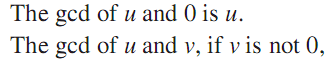 The gcd of u and 0 is u.
The gcd of u and v, if v is not 0,